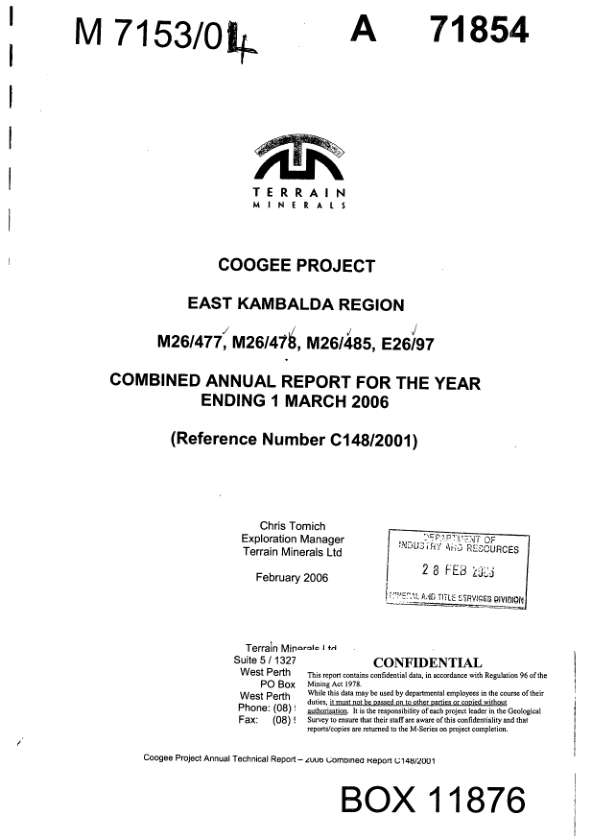 M 7153/04
A 71854
TERRAIN
MINERALS
COOGEE PROJECT
EAST KAMBALDA REGION
M26/477, M26/478, M26/485, E26/97
COMBINED ANNUAL REPORT FOR THE YEAR
ENDING 1 MARCH 2006
(Reference Number C148/2001)
Chris Tomich
Exploration Manager
Terrain Minerals Ltd
February 2006
DEPARTMENT OF
INDUSTRY AND RESOURCES
28 FEB 2006
MINERAL AND TITLE SERVICES DIVISION
Terrain Minerals Ltd
Suite 5 / 1327
West Perth
PO Box
West Perth
Phone: (08)
Fax: (08)
CONFIDENTIAL
This report contains confidential data, in accordance with Regulation 96 of the
Mining Act 1978.
While this data may be used by departmental employees in the course of their
duties, it must not be passed on to other parties or copied without
authorisation. It is the responsibility of each project leader in the Geological
Survey to ensure that their staff are aware of this confidentiality and that
reports/copies are returned to the M-Series on project completion.
Coogee Project Annual Technical Report – 2006 Combined Report C148/2001
BOX 11876